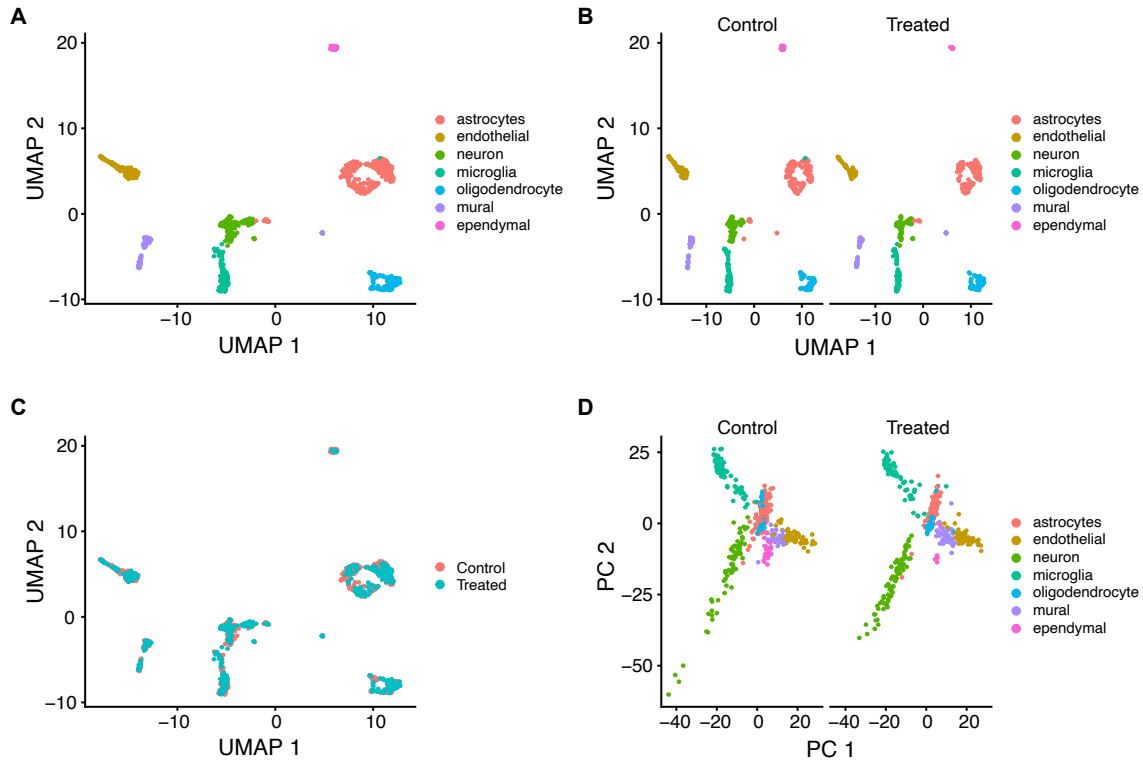 A
UMAP 2
20
10
0
−10
−10
0
10
UMAP 1
astrocytes
endothelial
neuron
microglia
oligodendrocyte
mural
ependymal
B
Control
Treated
UMAP 2
20
10
0
−10
−10
0
10
−10
0
10
UMAP 1
astrocytes
endothelial
neuron
microglia
oligodendrocyte
mural
ependymal
C
UMAP 2
20
10
0
−10
−10
0
10
UMAP 1
Control
Treated
D
Control
Treated
PC 2
25
0
−25
−50
−40
−20
0
20
−40
−20
0
20
PC 1
astrocytes
endothelial
neuron
microglia
oligodendrocyte
mural
ependymal